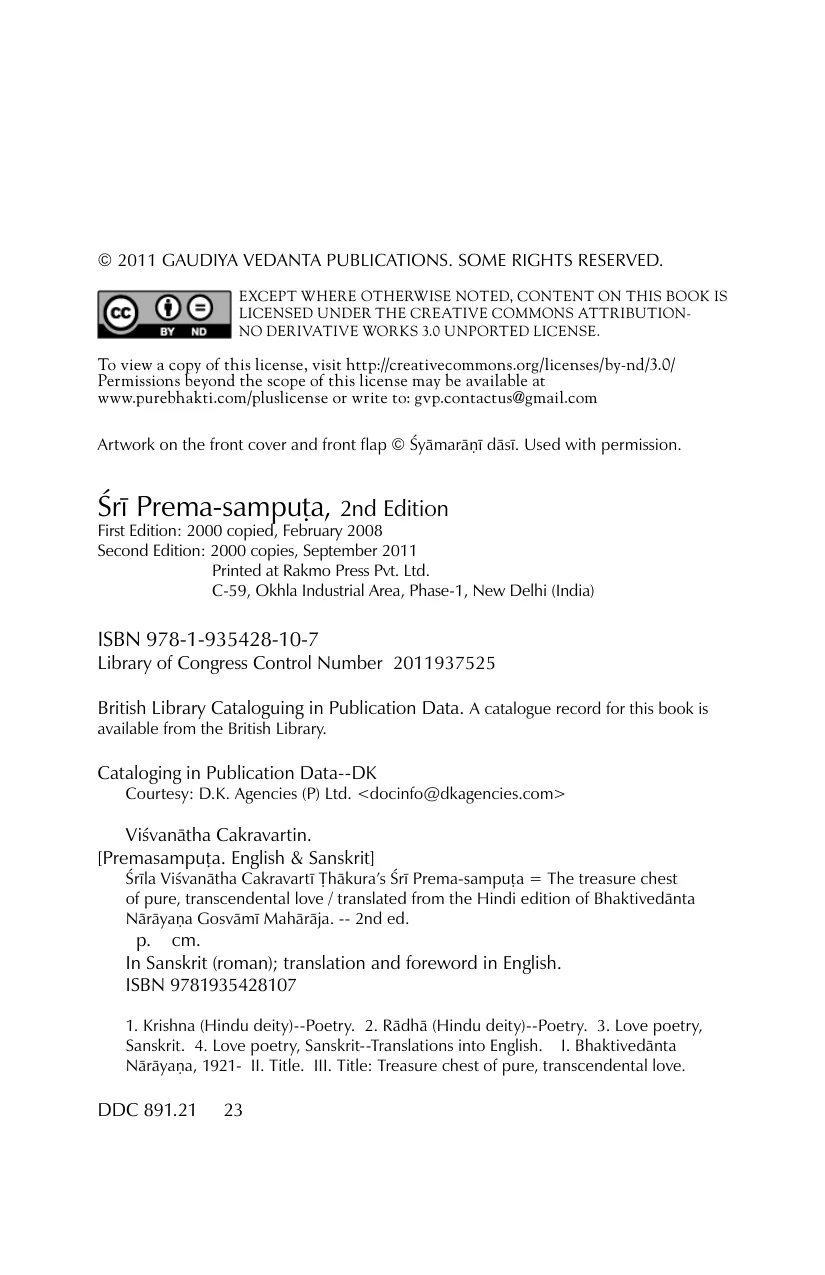 © 2011 GAUDIYA VEDANTA PUBLICATIONS. SOME RIGHTS RESERVED.
cc BY ND
EXCEPT WHERE OTHERWISE NOTED, CONTENT ON THIS BOOK IS
LICENSED UNDER THE CREATIVE COMMONS ATTRIBUTION-
NO DERIVATIVE WORKS 3.0 UNPORTED LICENSE.
To view a copy of this license, visit http://creativecommons.org/licenses/by-nd/3.0/
Permissions beyond the scope of this license may be available at
www.purebhakti.com/pluslicense or write to: gvp.contactus@gmail.com
Artwork on the front cover and front flap © Śyāmarāṇī dāsī. Used with permission.
Śrī Prema-sampuṭa, 2nd Edition
First Edition: 2000 copied, February 2008
Second Edition: 2000 copies, September 2011
Printed at Rakmo Press Pvt. Ltd.
C-59, Okhla Industrial Area, Phase-1, New Delhi (India)
ISBN 978-1-935428-10-7
Library of Congress Control Number 2011937525
British Library Cataloguing in Publication Data. A catalogue record for this book is
available from the British Library.
Cataloging in Publication Data--DK
Courtesy: D.K. Agencies (P) Ltd. <docinfo@dkagencies.com>
Viśvanātha Cakravartin.
[Premasampuṭa. English & Sanskrit]
Śrīla Viśvanātha Cakravartī Ṭhākura’s Śrī Prema-sampuṭa = The treasure chest
of pure, transcendental love / translated from the Hindi edition of Bhaktivedānta
Nārāyaṇa Gosvāmī Mahārāja. -- 2nd ed.
p. cm.
In Sanskrit (roman); translation and foreword in English.
ISBN 9781935428107
1. Krishna (Hindu deity)--Poetry. 2. Rādhā (Hindu deity)--Poetry. 3. Love poetry,
Sanskrit. 4. Love poetry, Sanskrit--Translations into English. I. Bhaktivedānta
Nārāyaṇa, 1921- II. Title. III. Title: Treasure chest of pure, transcendental love.
DDC 891.21 23